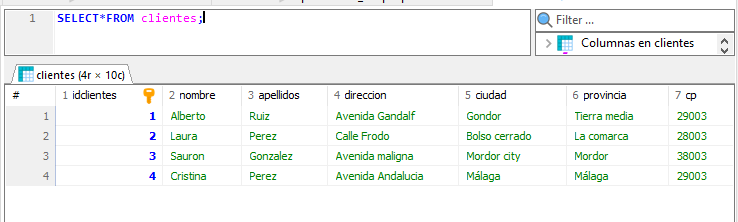 1 SELECT*FROM clientes;
Filter ...
Columnas en clientes
clientes (4r × 10c)
# 1 idclientes 2 nombre 3 apellidos 4 direccion 5 ciudad 6 provincia 7 cp
1 1 Alberto Ruiz Avenida Gandalf Gondor Tierra media 29003
2 2 Laura Perez Calle Frodo Bolso cerrado La comarca 28003
3 3 Sauron Gonzalez Avenida maligna Mordor city Mordor 38003
4 4 Cristina Perez Avenida Andalucia Málaga Málaga 29003